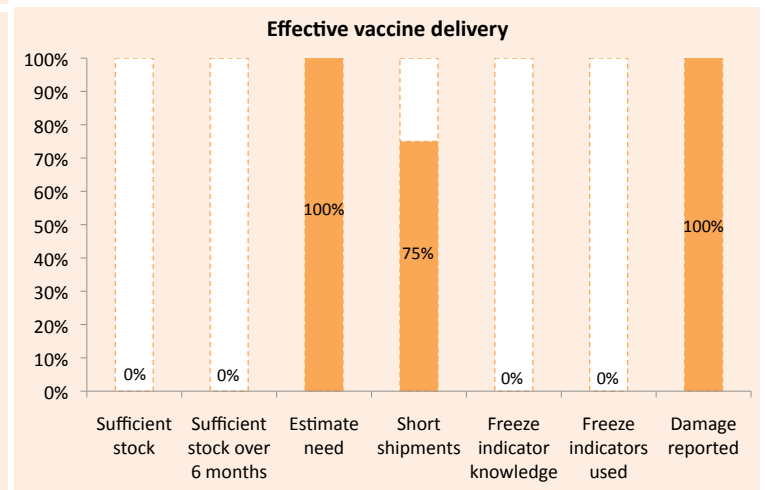 Effective vaccine delivery
100%
90%
80%
70%
60%
50%
40%
30%
20%
10%
0%
0%
0%
100%
75%
0%
0%
100%
Sufficient stock
Sufficient stock over 6 months
Estimate need
Short shipments
Freeze indicator knowledge
Freeze indicators used
Damage reported